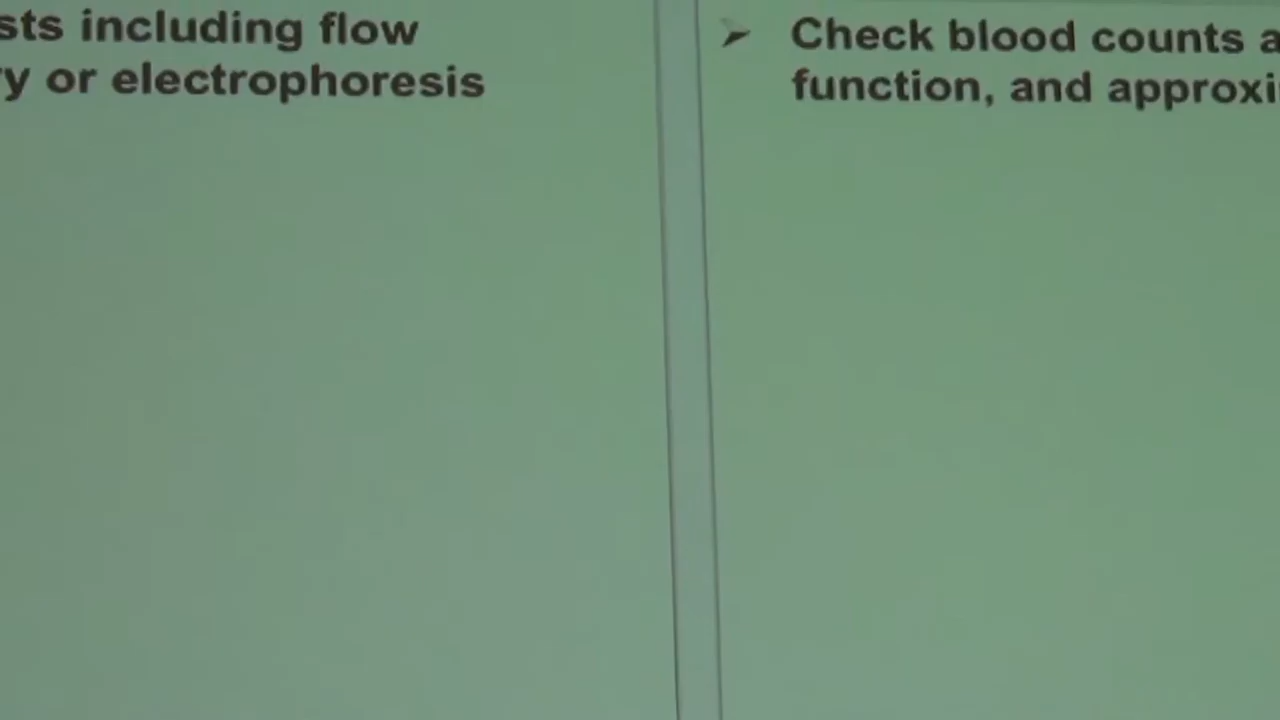 sts including flow
y or electrophoresis
Check blood counts a
function, and approxi